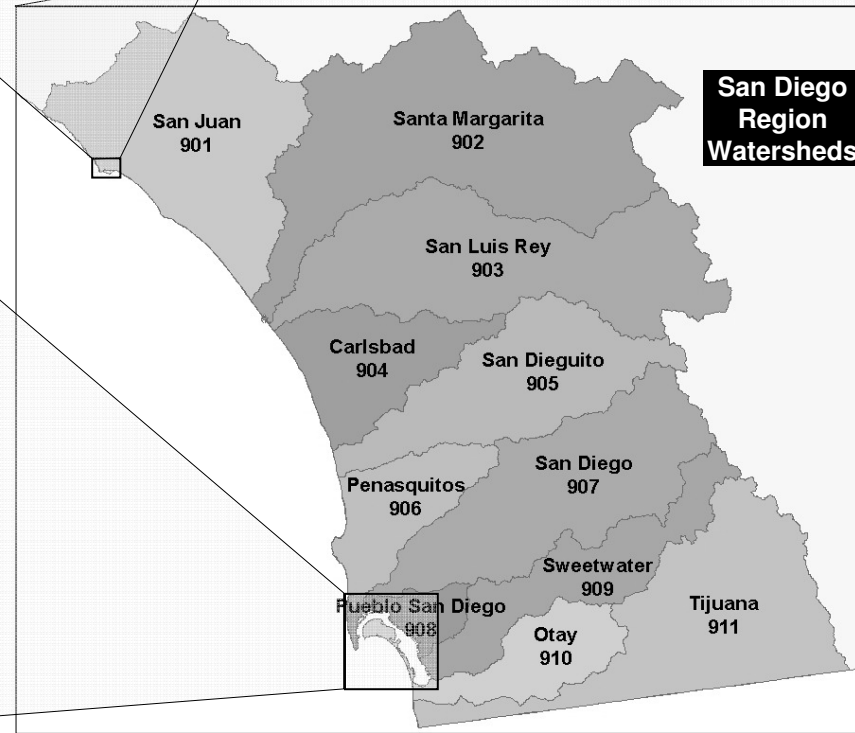 San Diego
Region
Watersheds
San Juan
901
Santa Margarita
902
San Luis Rey
903
Carlsbad
904
San Dieguito
905
Penasquitos
906
San Diego
907
Sweetwater
909
Pueblo San Diego
908
Otay
910
Tijuana
911